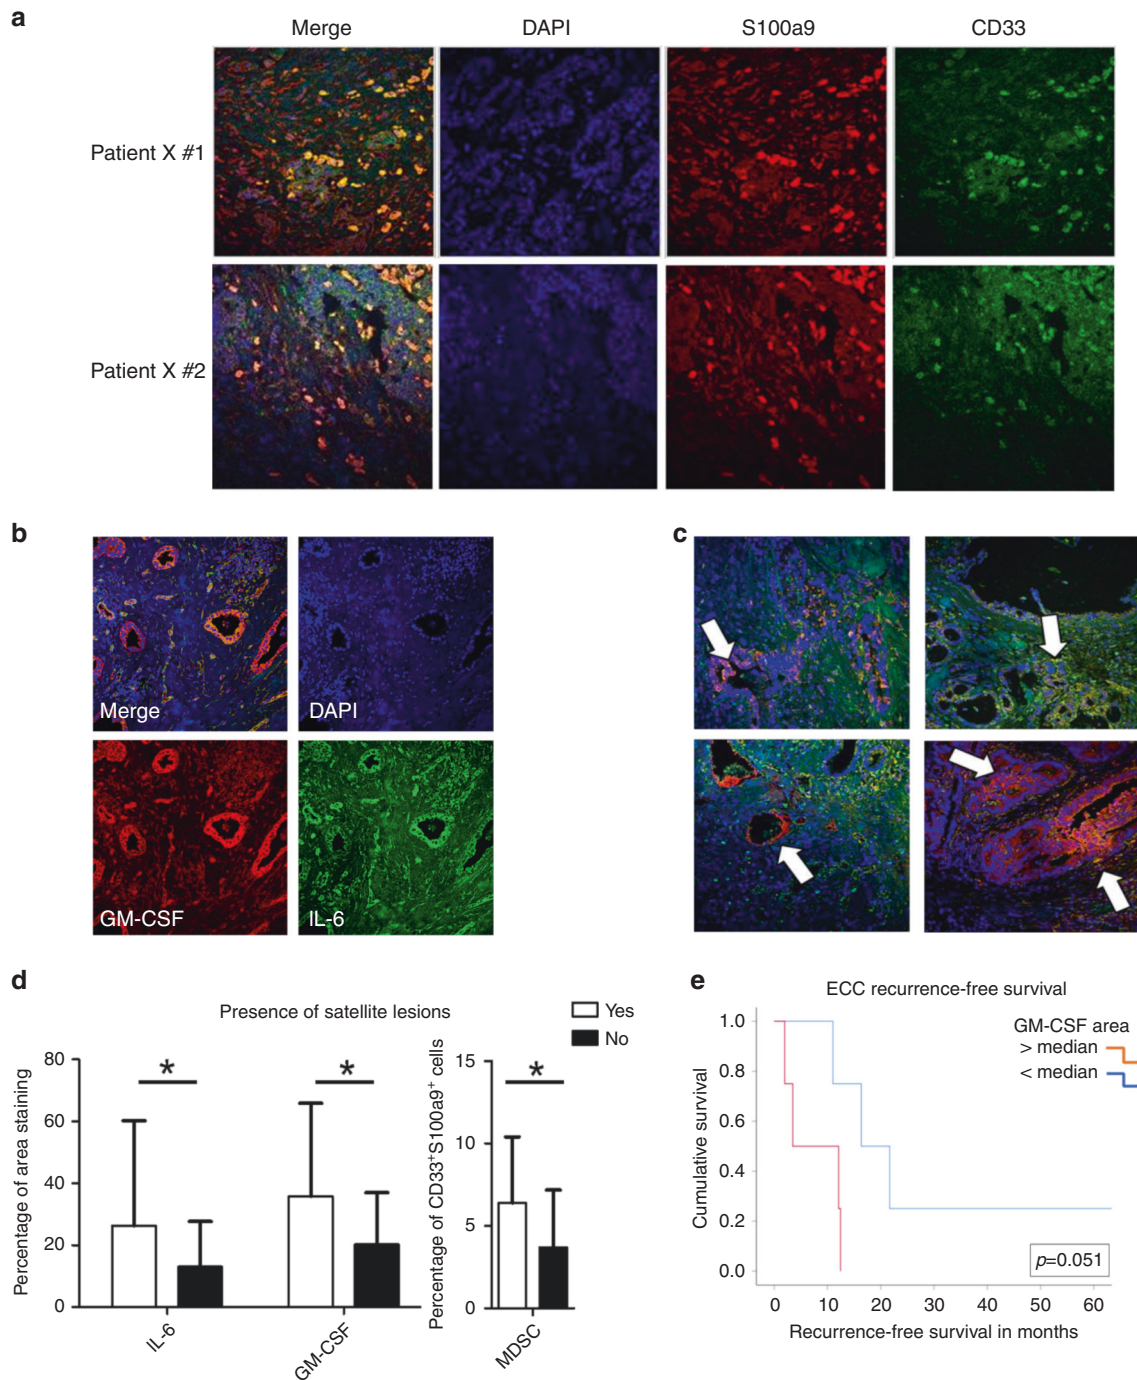 a
Merge DAPI S100a9 CD33
Patient X #1
Patient X #2
b
Merge DAPI
GM-CSF IL-6
c
d
Presence of satellite lesions
Yes
No
Percentage of area staining
80
60
40
20
0
*
*
IL-6
GM-CSF
Percentage of CD33+S100a9+ cells
15
10
5
0
*
MDSC
e
ECC recurrence-free survival
GM-CSF area
> median
< median
Cumulative survival
1.0
0.8
0.6
0.4
0.2
0.0
p=0.051
0 10 20 30 40 50 60
Recurrence-free survival in months